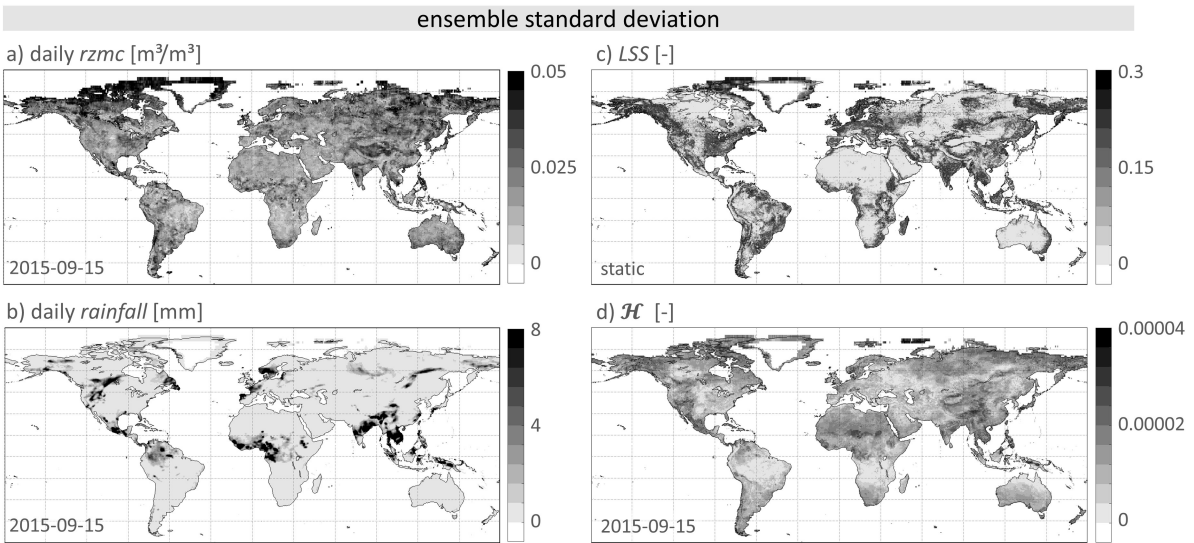 ensemble standard deviation
a) daily rzmc [m³/m³]
0.05
0.025
0
2015-09-15
c) LSS [-]
0.3
0.15
0
static
b) daily rainfall [mm]
8
4
0
2015-09-15
d) 𝓗 [-]
0.00004
0.00002
0
2015-09-15